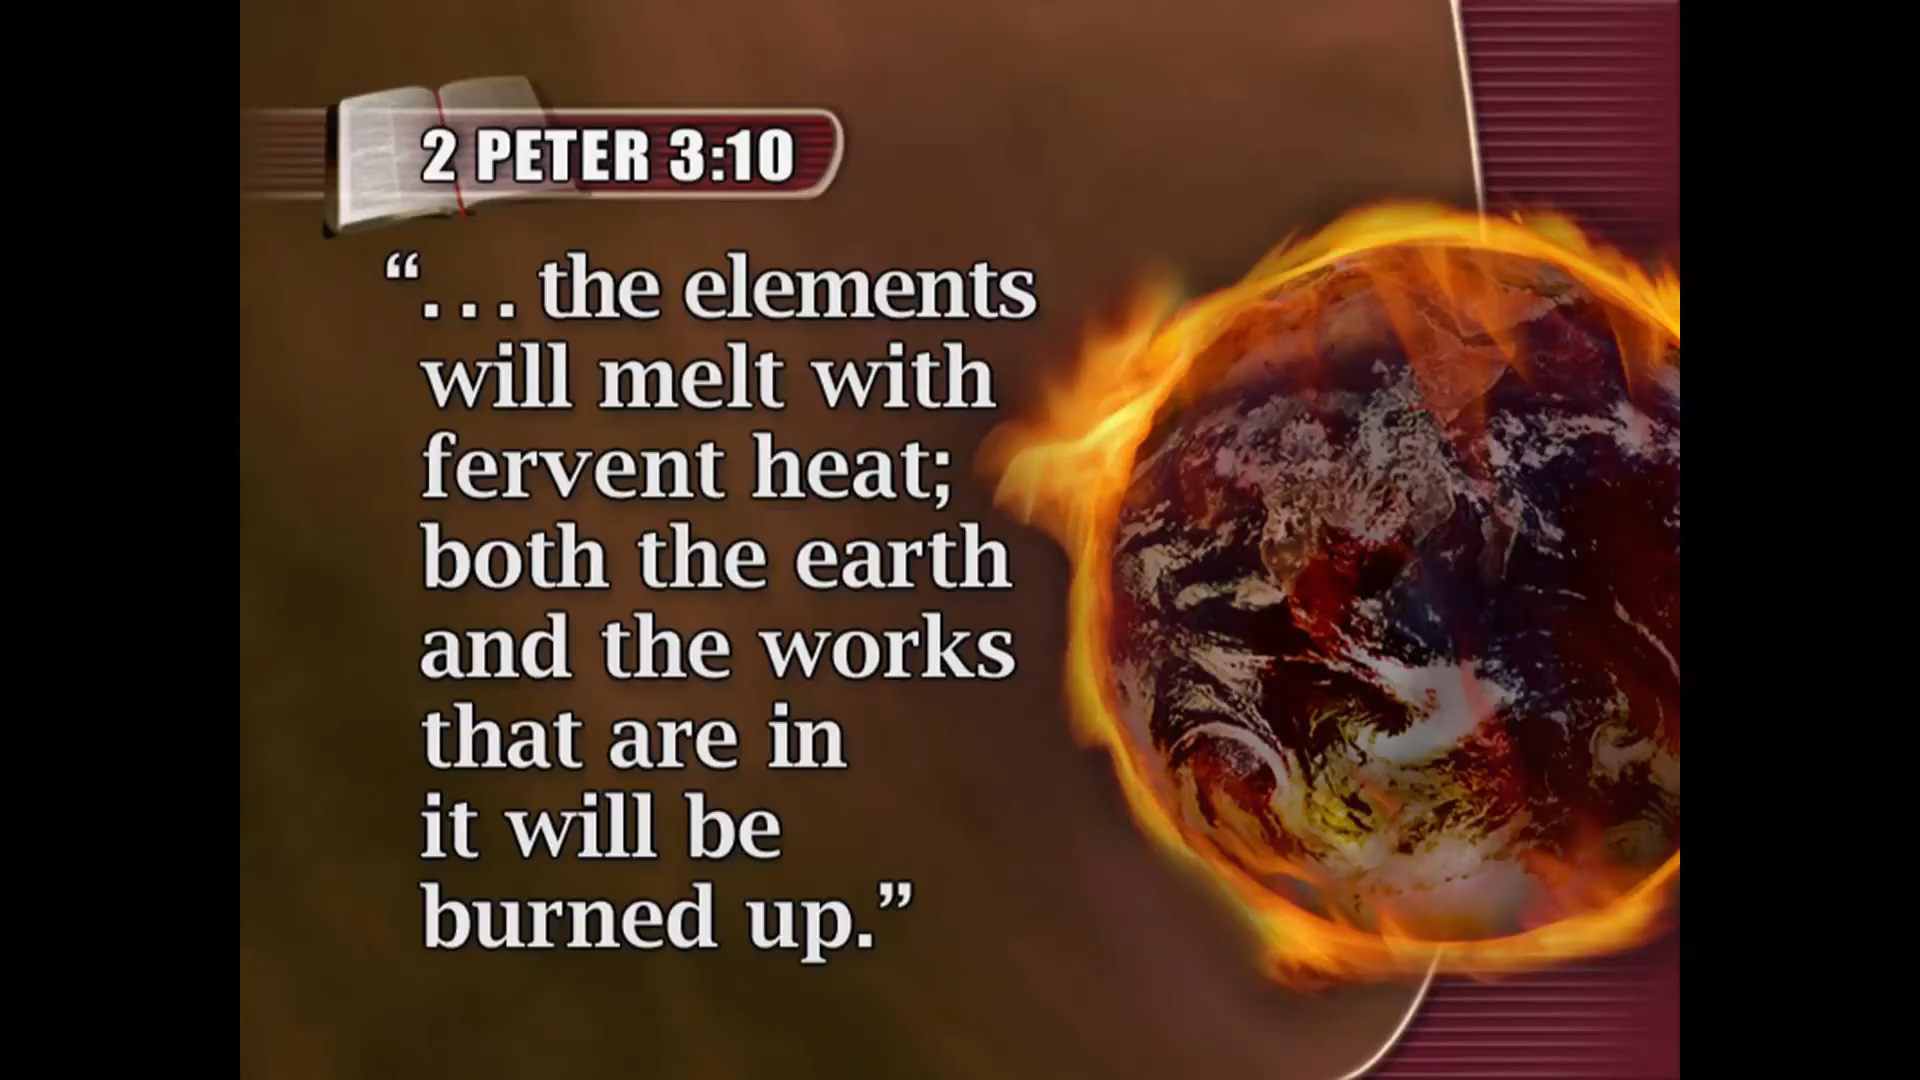 2 PETER 3:10
“. . . the elements
will melt with
fervent heat;
both the earth
and the works
that are in
it will be
burned up.”